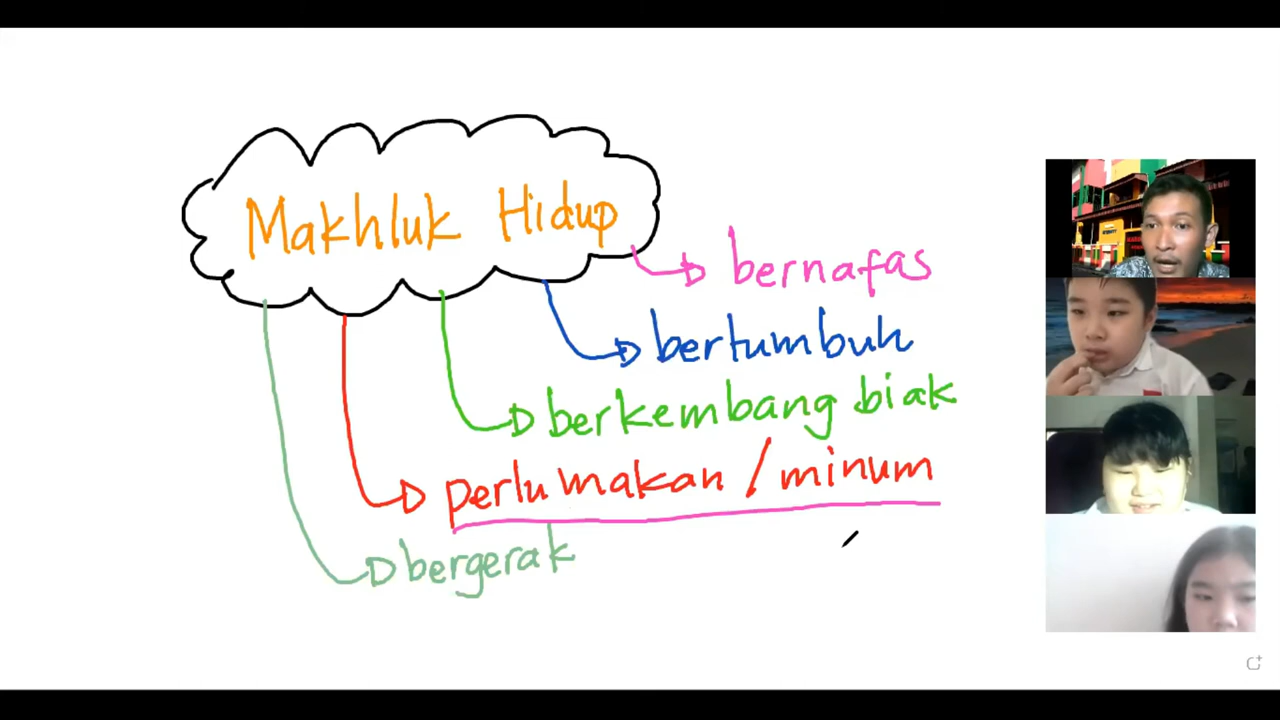 Makhluk Hidup
bernafas
bertumbuh
berkembang biak
perlu makan / minum
bergerak